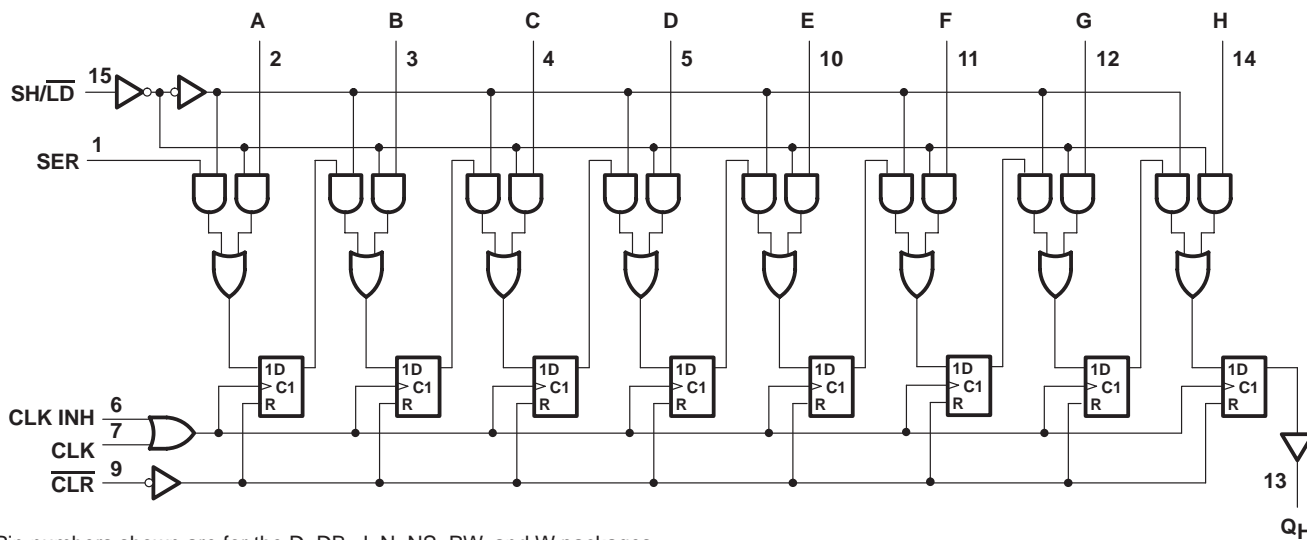 A B C D E F G H
2 3 4 5 10 11 12 14
SH/LD 15
SER 1
1D 1D 1D 1D 1D 1D 1D 1D
C1 C1 C1 C1 C1 C1 C1 C1
R R R R R R R R
CLK INH 6
CLK 7
CLR 9
13
QH